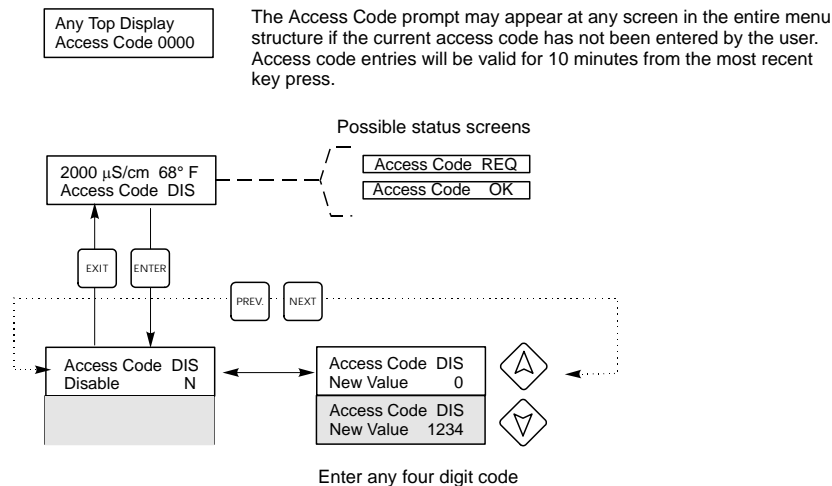 Any Top Display
Access Code 0000
The Access Code prompt may appear at any screen in the entire menu
structure if the current access code has not been entered by the user.
Access code entries will be valid for 10 minutes from the most recent
key press.
Possible status screens
2000 µS/cm 68° F
Access Code DIS
Access Code REQ
Access Code OK
EXIT
ENTER
PREV.
NEXT
Access Code DIS
Disable N
Access Code DIS
New Value 0
Access Code DIS
New Value 1234
Enter any four digit code